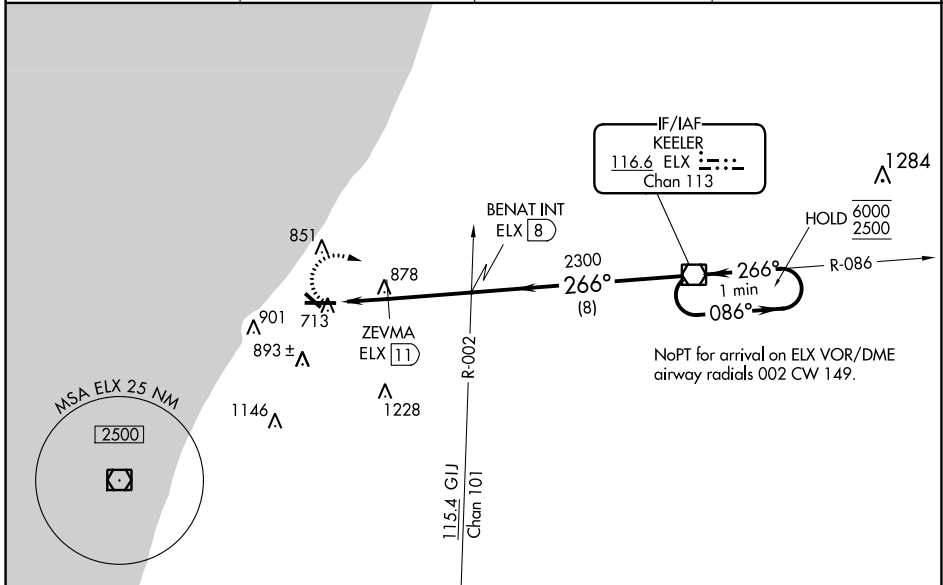 IF/IAF
KEELER
116.6 ELX
Chan 113
1284
HOLD 6000
2500
BENAT INT
ELX 8
R-086
851
878
2300
266°
(8)
266°
1 min
086°
713
901
893 ±
ZEVMA
ELX 11
R-002
NoPT for arrival on ELX VOR/DME
airway radials 002 CW 149.
MSA ELX 25 NM
2500
1146
1228
115.4 GIJ
Chan 101